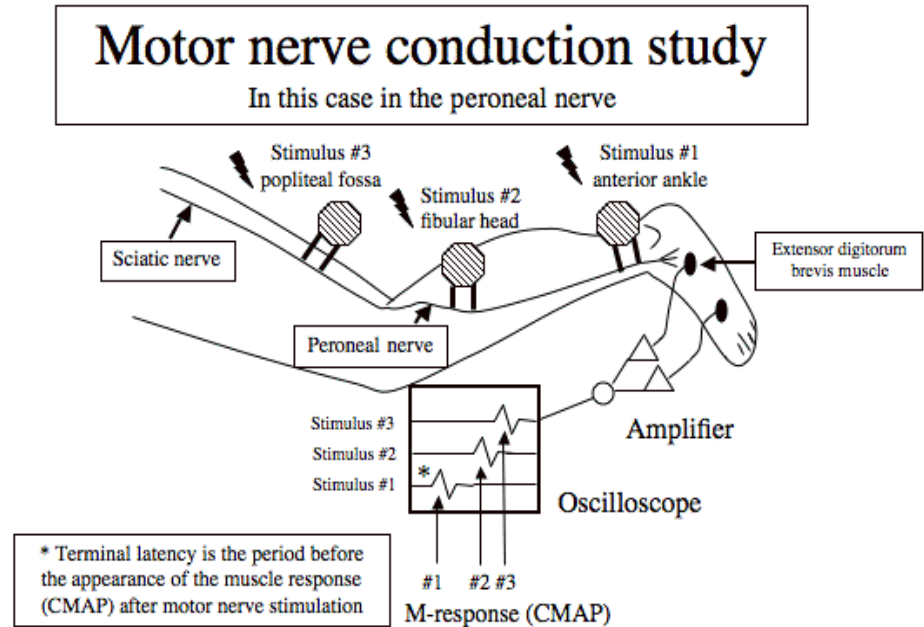 Motor nerve conduction study
In this case in the peroneal nerve
Stimulus #3
popliteal fossa
Stimulus #2
fibular head
Stimulus #1
anterior ankle
Sciatic nerve
Extensor digitorum
brevis muscle
Peroneal nerve
Stimulus #3
Stimulus #2
* Stimulus #1
Amplifier
Oscilloscope
* Terminal latency is the period before
the appearance of the muscle response
(CMAP) after motor nerve stimulation
#1 #2 #3
M-response (CMAP)